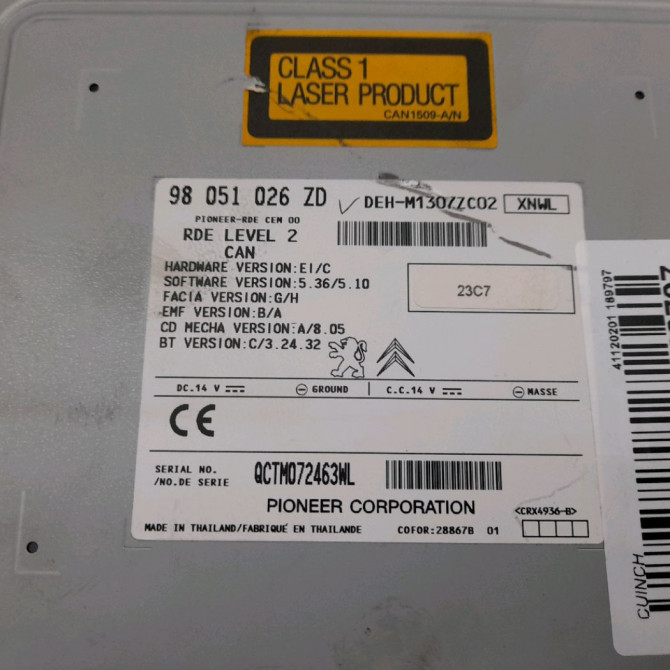 CLASS 1
LASER PRODUCT
CAN1509-A/N
98 051 026 ZD DEH-M1307ZC02 XNWL
PIONEER-RDE CEM 00
RDE LEVEL 2
CAN
HARDWARE VERSION:EI/C
SOFTWARE VERSION:5.36/5.10
FACIA VERSION:G/H
EMF VERSION:B/A
CD MECHA VERSION:A/8.05
BT VERSION:C/3.24.32
23C7
DC.14 V GROUND C.C.14 V MASSE
CE
SERIAL NO.
/NO.DE SERIE QCTM072463WL
PIONEER CORPORATION <CRX4936-B>
MADE IN THAILAND/FABRIQUÉ EN THAILANDE COFOR:28867B 01
41120201 189797
CUINCH